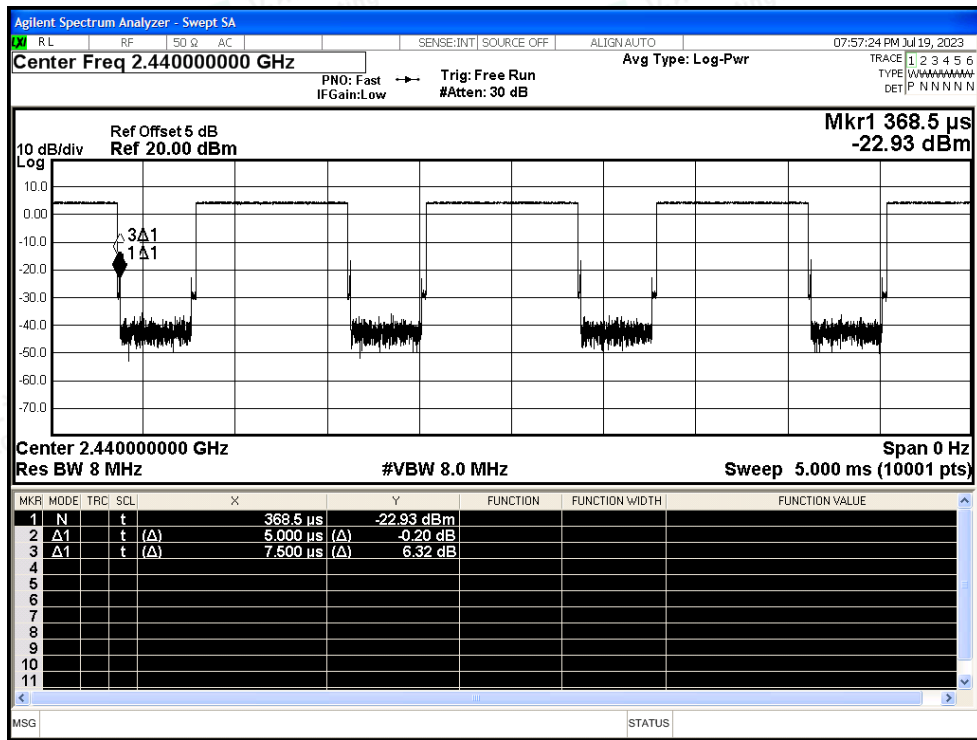 Agilent Spectrum Analyzer - Swept SA
LXI RL RF 50 Ω AC SENSE:INT SOURCE OFF ALIGN AUTO 07:57:24 PM Jul 19, 2023
Center Freq 2.440000000 GHz
PNO: Fast
IFGain:Low
Trig: Free Run
#Atten: 30 dB
Avg Type: Log-Pwr
TRACE 1 2 3 4 5 6
TYPE W
DET P N N N N N
Mkr1 368.5 µs
-22.93 dBm
Ref Offset 5 dB
10 dB/div Ref 20.00 dBm
Log
10.0
0.00
-10.0
-20.0
-30.0
-40.0
-50.0
-60.0
-70.0
3Δ1
1Δ1
Center 2.440000000 GHz Span 0 Hz
Res BW 8 MHz #VBW 8.0 MHz Sweep 5.000 ms (10001 pts)
MKR MODE TRC SCL X Y FUNCTION FUNCTION WIDTH FUNCTION VALUE
1 N t 368.5 µs -22.93 dBm
2 Δ1 t (Δ) 5.000 µs (Δ) -0.20 dB
3 Δ1 t (Δ) 7.500 µs (Δ) 6.32 dB
4
5
6
7
8
9
10
11
MSG STATUS